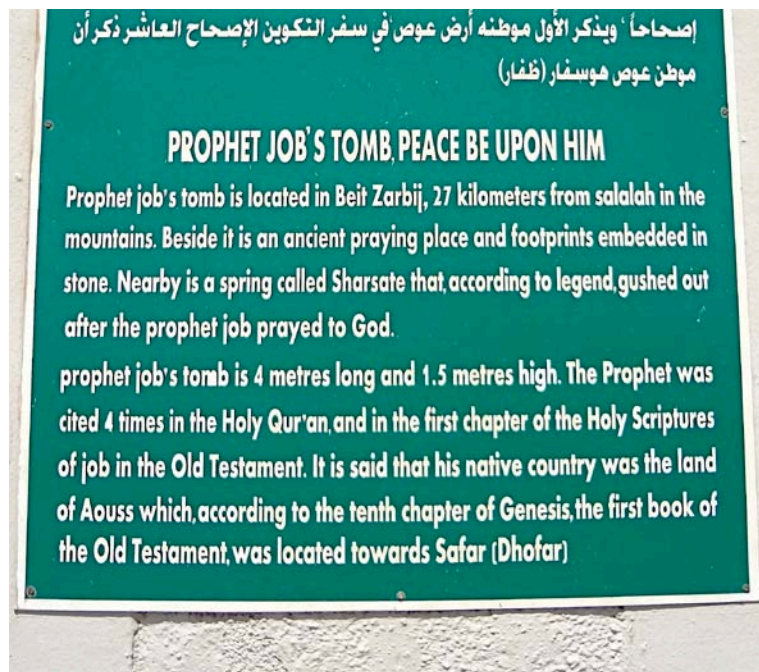 إصحاحاً ‘ ويذكر الأول موطنه أرض عوص ‘ في سفر التكوين الإصحاح العاشر ذكر أن
موطن عوص هوسفار (ظفار)
PROPHET JOB'S TOMB, PEACE BE UPON HIM
Prophet job's tomb is located in Beit Zarbij, 27 kilometers from salalah in the
mountains. Beside it is an ancient praying place and footprints embedded in
stone. Nearby is a spring called Sharsate that, according to legend, gushed out
after the prophet job prayed to God.
prophet job's tomb is 4 metres long and 1.5 metres high. The Prophet was
cited 4 times in the Holy Qur'an, and in the first chapter of the Holy Scriptures
of job in the Old Testament. It is said that his native country was the land
of Aouss which, according to the tenth chapter of Genesis, the first book of
the Old Testament, was located towards Safar (Dhofar)